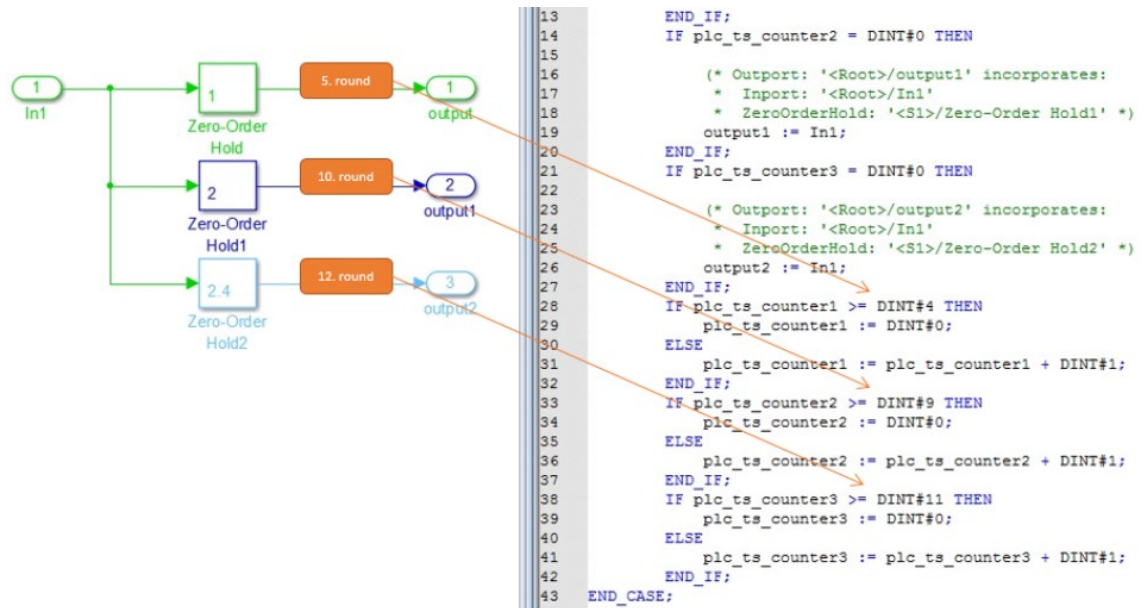 1
In1
1
Zero-Order
Hold
5. round
1
output
2
Zero-Order
Hold1
10. round
2
output1
2.4
Zero-Order
Hold2
12. round
3
output2
13 END_IF;
14 IF plc_ts_counter2 = DINT#0 THEN
15
16 (* Outport: '<Root>/output1' incorporates:
17 *  Inport: '<Root>/In1'
18 *  ZeroOrderHold: '<S1>/Zero-Order Hold1' *)
19 output1 := In1;
20 END_IF;
21 IF plc_ts_counter3 = DINT#0 THEN
22
23 (* Outport: '<Root>/output2' incorporates:
24 *  Inport: '<Root>/In1'
25 *  ZeroOrderHold: '<S1>/Zero-Order Hold2' *)
26 output2 := In1;
27 END_IF;
28 IF plc_ts_counter1 >= DINT#4 THEN
29 plc_ts_counter1 := DINT#0;
30 ELSE
31 plc_ts_counter1 := plc_ts_counter1 + DINT#1;
32 END_IF;
33 IF plc_ts_counter2 >= DINT#9 THEN
34 plc_ts_counter2 := DINT#0;
35 ELSE
36 plc_ts_counter2 := plc_ts_counter2 + DINT#1;
37 END_IF;
38 IF plc_ts_counter3 >= DINT#11 THEN
39 plc_ts_counter3 := DINT#0;
40 ELSE
41 plc_ts_counter3 := plc_ts_counter3 + DINT#1;
42 END_IF;
43 END_CASE;